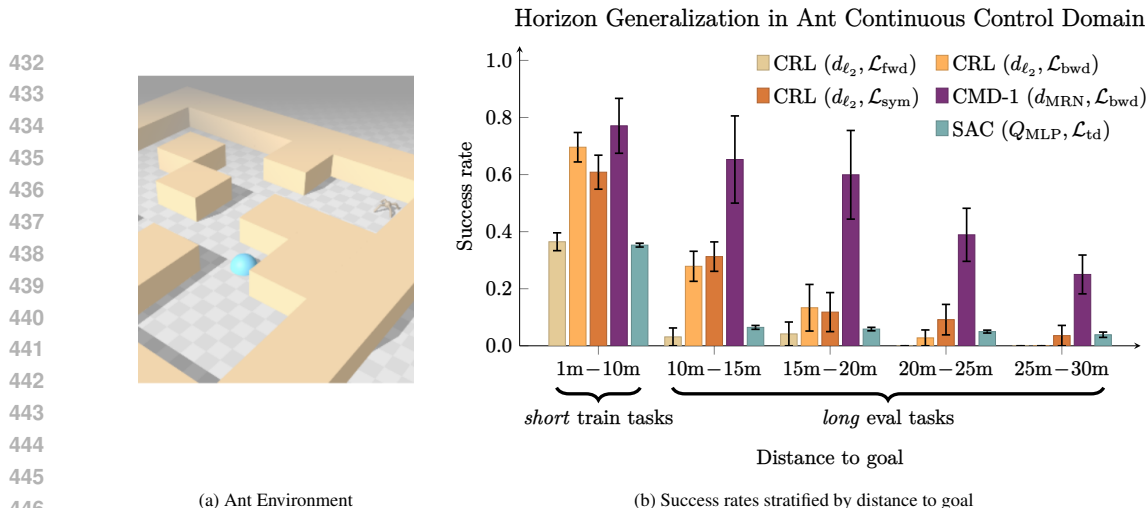 Horizon Generalization in Ant Continuous Control Domain
432
433
434
435
436
437
438
439
440
441
442
443
444
445
446
Success rate
1.0
0.8
0.6
0.4
0.2
0.0
CRL (dℓ₂, ℒfwd)
CRL (dℓ₂, ℒbwd)
CRL (dℓ₂, ℒsym)
CMD-1 (dMRN, ℒbwd)
SAC (QMLP, ℒtd)
1m−10m 10m−15m 15m−20m 20m−25m 25m−30m
short train tasks long eval tasks
Distance to goal
(a) Ant Environment
(b) Success rates stratified by distance to goal